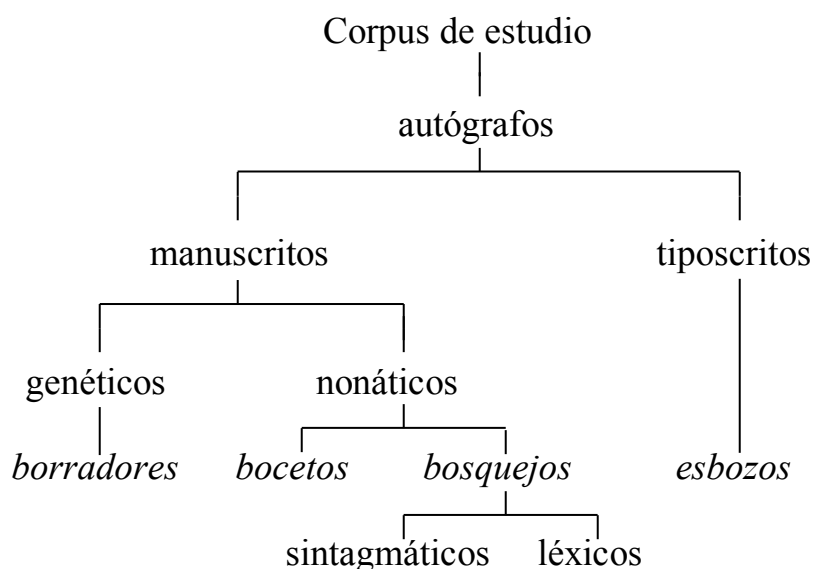 Corpus de estudio
autógrafos
manuscritos tiposcritos
genéticos nonáticos
borradores bocetos bosquejos esbozos
sintagmáticos léxicos